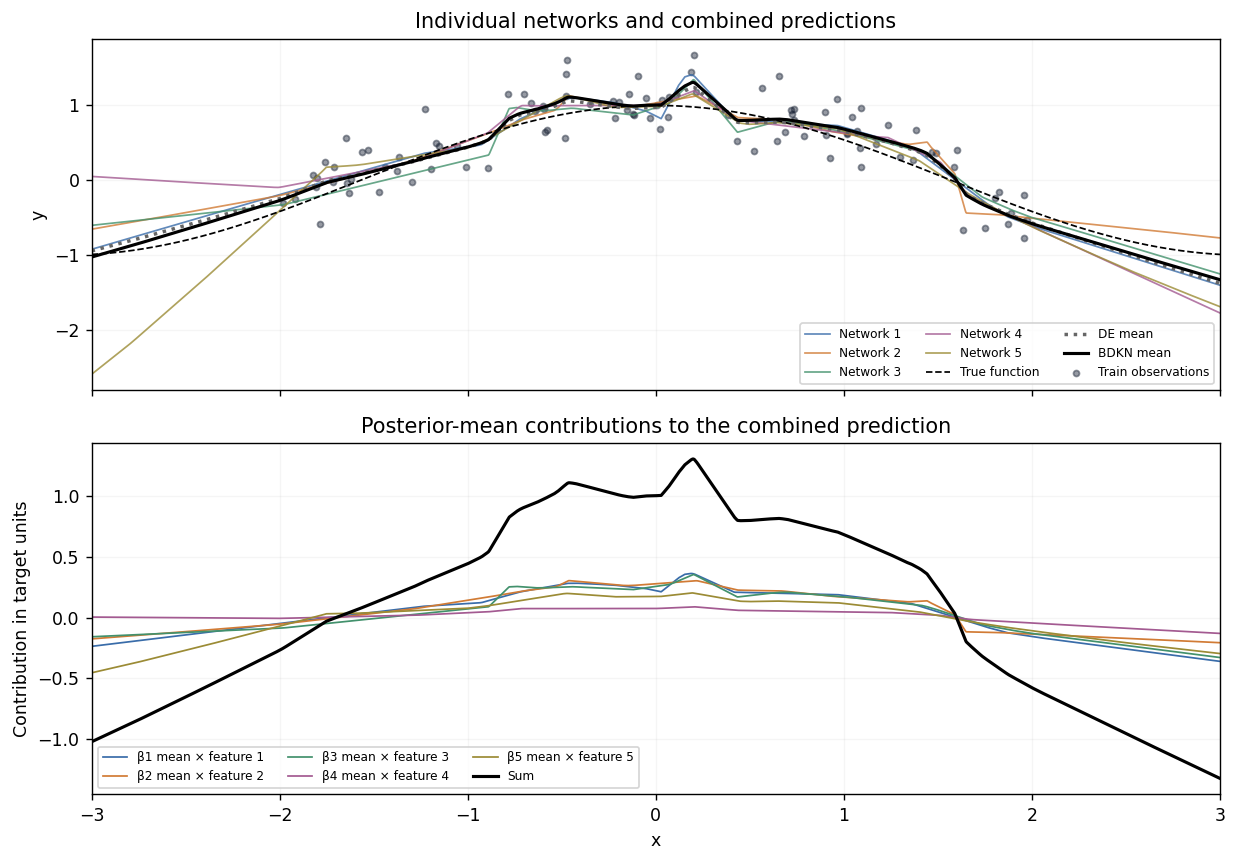 Individual networks and combined predictions
y
1
0
−1
−2
Network 1
Network 2
Network 3
Network 4
Network 5
True function
DE mean
BDKN mean
Train observations
Posterior-mean contributions to the combined prediction
Contribution in target units
1.0
0.5
0.0
−0.5
−1.0
β1 mean × feature 1
β2 mean × feature 2
β3 mean × feature 3
β4 mean × feature 4
β5 mean × feature 5
Sum
−3 −2 −1 0 1 2 3
x